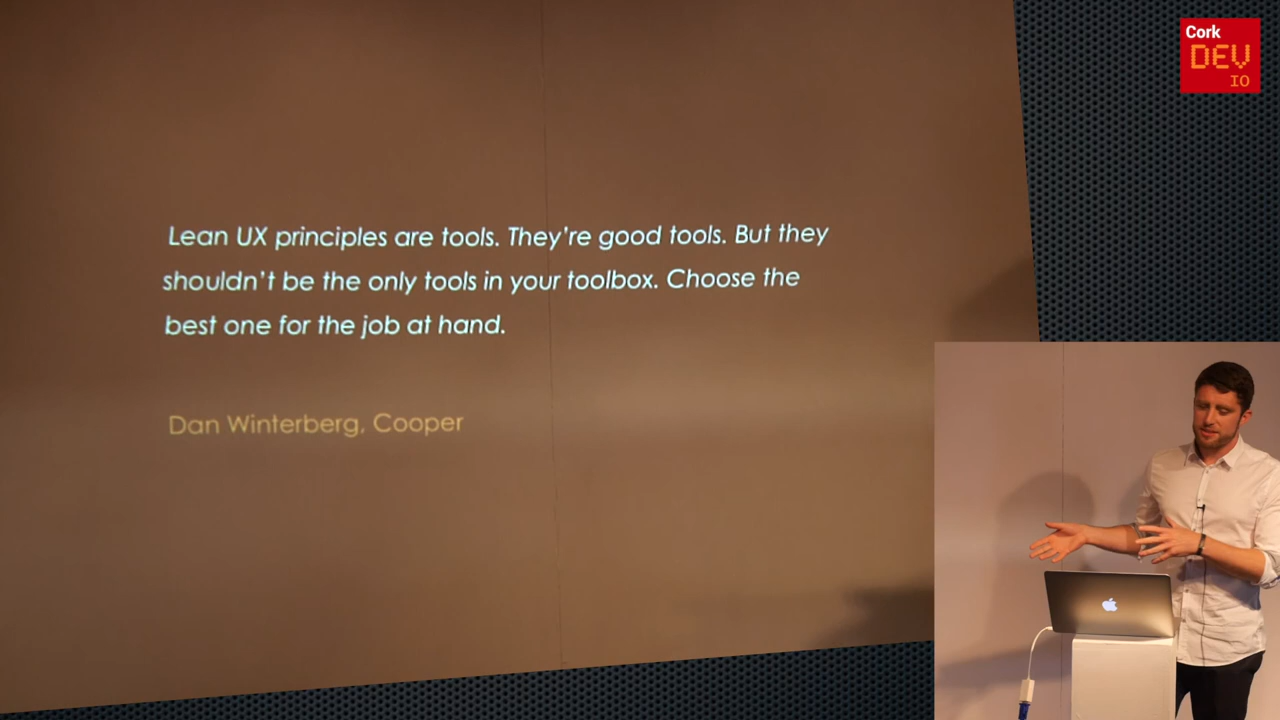 Cork
DEV
IO
Lean UX principles are tools. They're good tools. But they
shouldn't be the only tools in your toolbox. Choose the
best one for the job at hand.
Dan Winterberg, Cooper